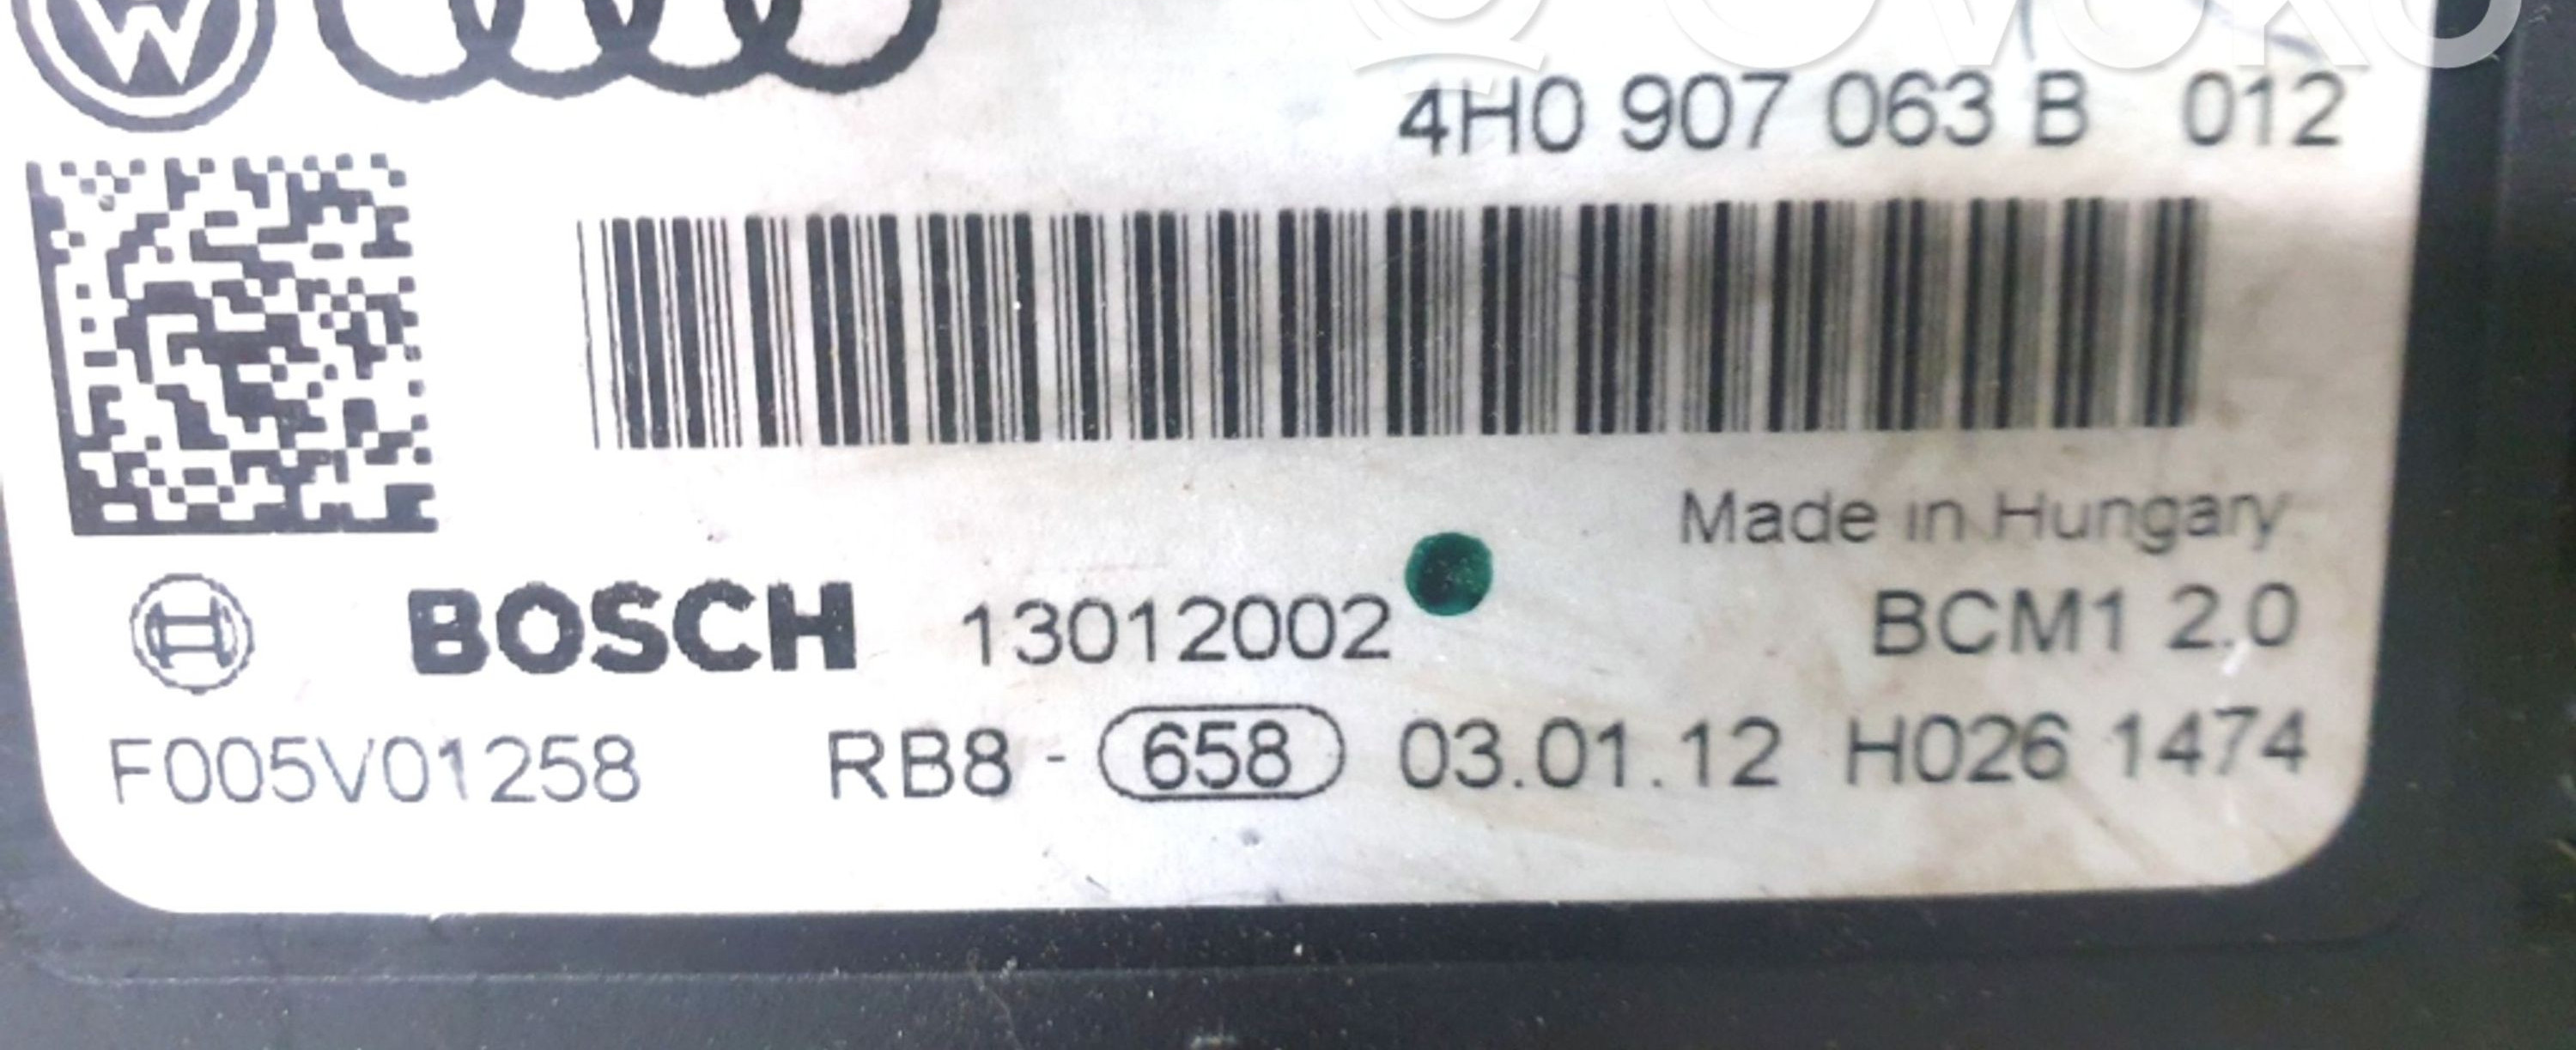 OVOKO
4H0 907 063 B 012
Made in Hungary
BOSCH 13012002 BCM1 2.0
F005V01258 RB8 - 658 03.01.12 H026 1474